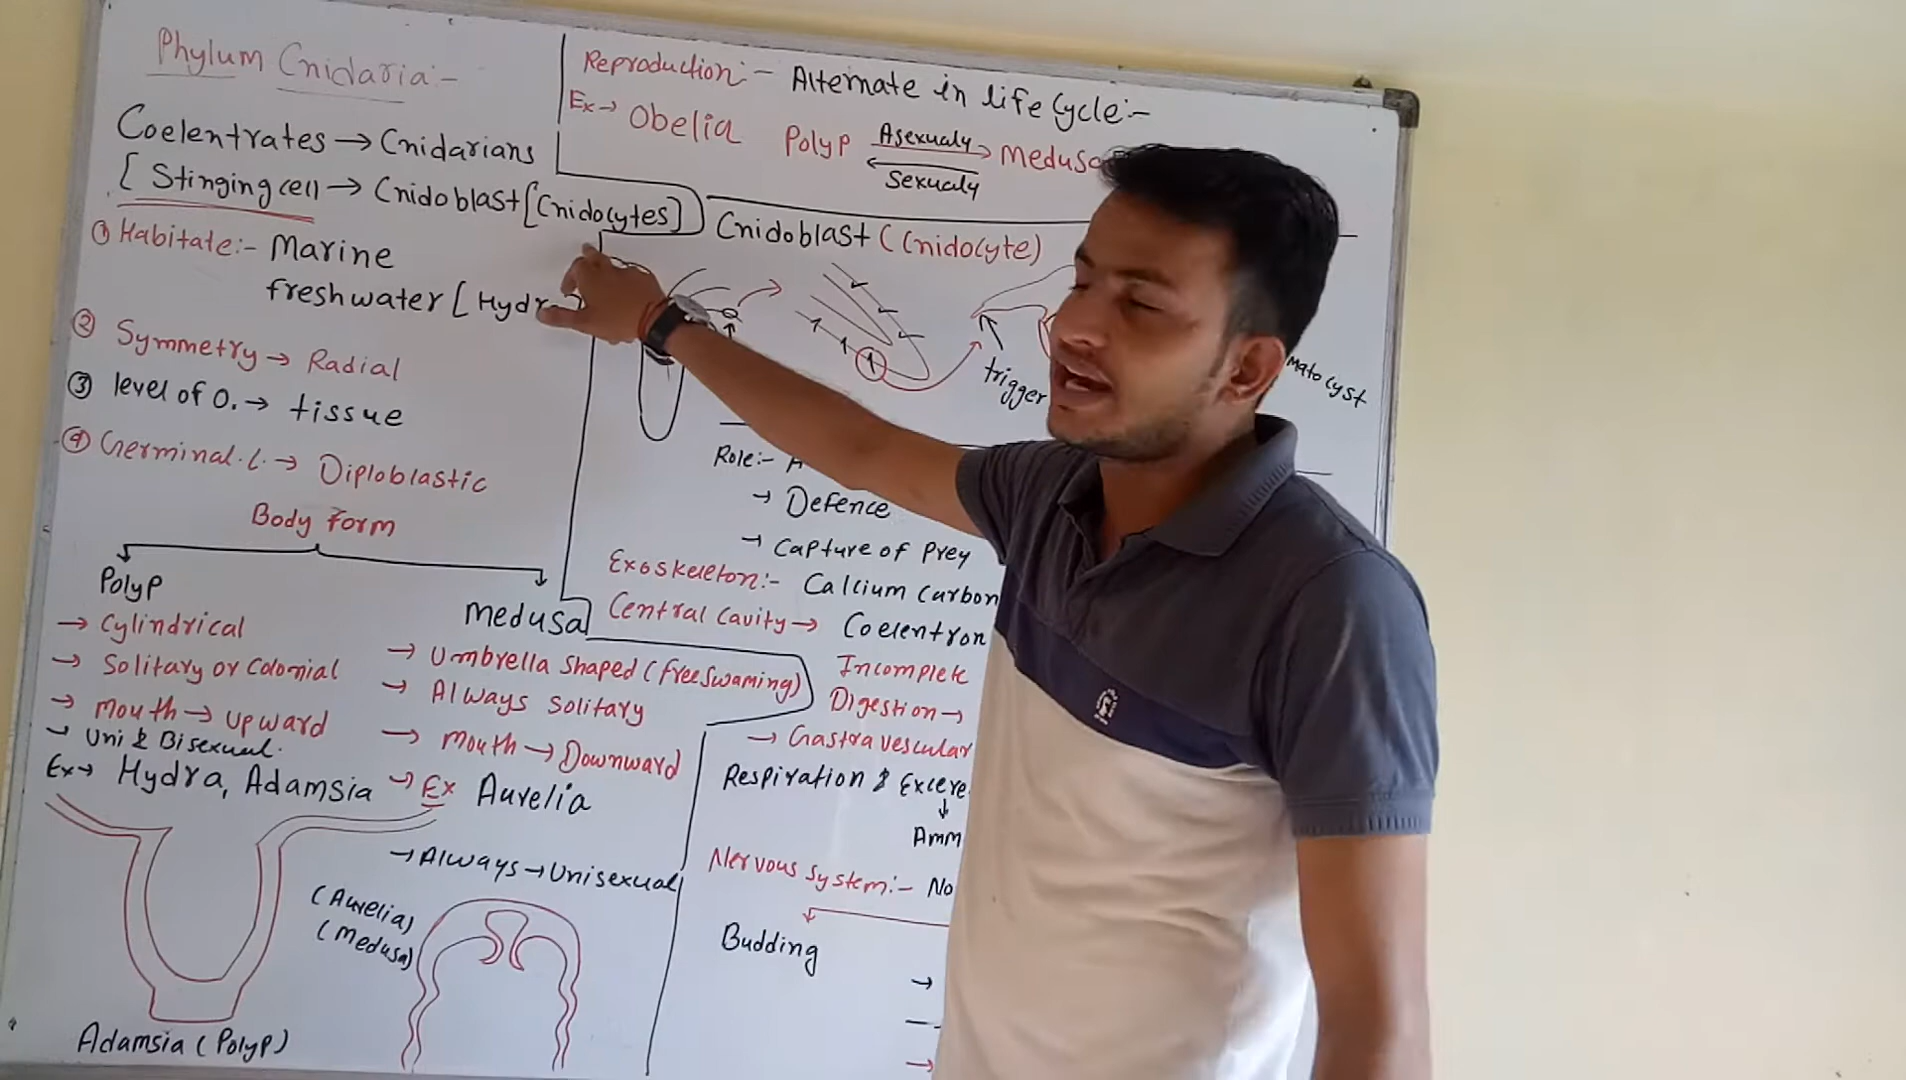 Phylum Cnidaria:-
Coelentrates → Cnidarians
[ Stinging cell → Cnidoblast [Cnidocytes]
① Habitate:- Marine
freshwater [ Hydr
② Symmetry → Radial
③ level of O. → tissue
④ Germinal. L. → Diploblastic
Body form
Polyp
→ Cylindrical
→ Solitary or Colonial
→ Mouth → upward
→ Uni & Bisexual.
Ex → Hydra, Adamsia
Adamsia ( Polyp )
Medusa
→ Umbrella Shaped ( free Swaming )
→ Always Solitary
→ Mouth → Downward
→ Ex Aurelia
→ Always → Unisexual
( Aurelia )
( Medusa )
Reproduction:- Alternate in life Cycle:-
Ex → Obelia Polyp Asexualy → Medusa
← Sexualy
Cnidoblast ( Cnidocyte )
trigger
matocyst
Role:- A
→ Defence
→ Capture of Prey
Exoskeleton:- Calcium Carbon
Central Cavity → Coelentron
Incomplete
Digestion →
→ Gastra vescular
Respiration & Excere
Amm
Nervous System:- No
Budding